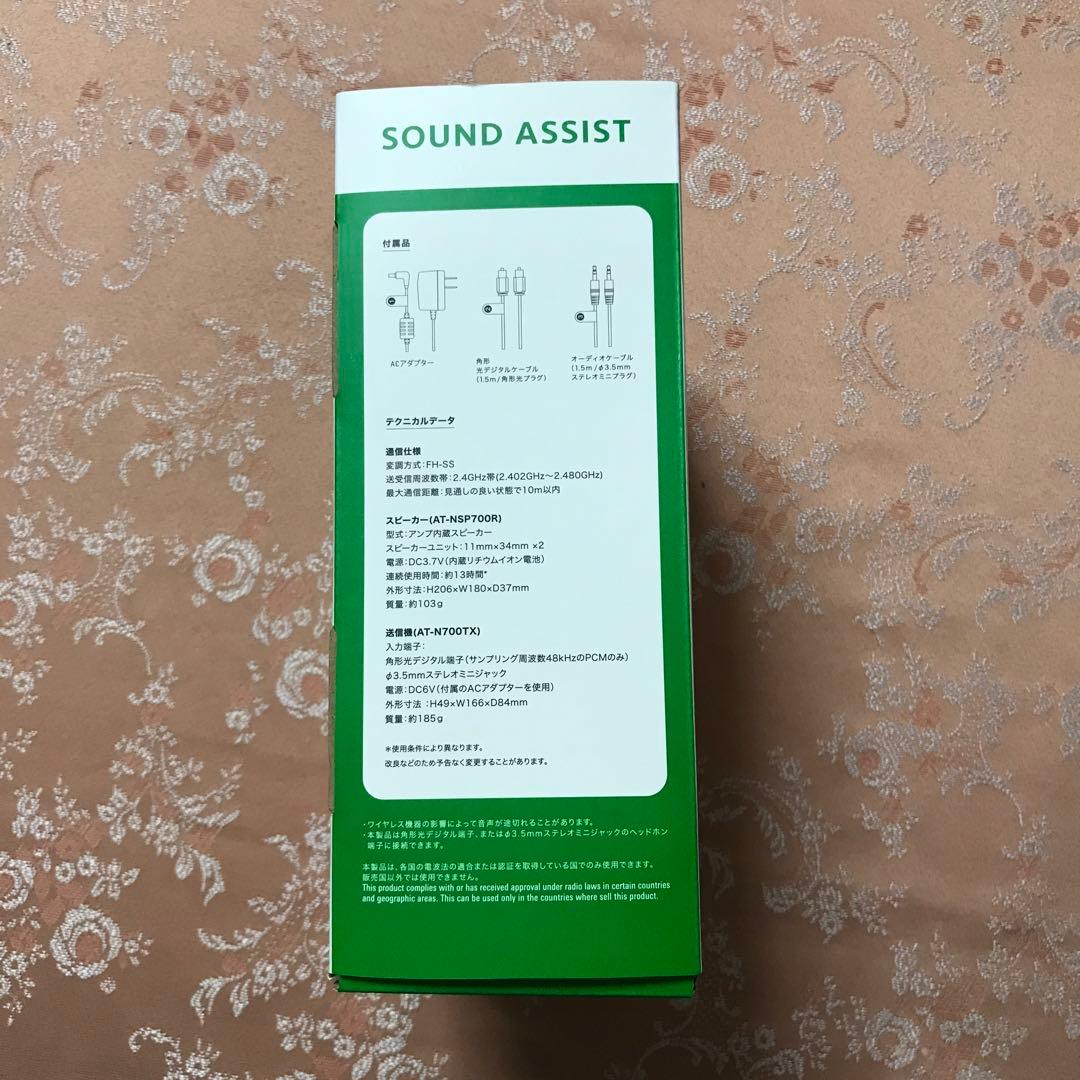 SOUND ASSIST
付属品
ACアダプター
角形
光デジタルケーブル
(1.5m/角形光プラグ)
オーディオケーブル
(1.5m/φ3.5mm
ステレオミニプラグ)
テクニカルデータ
通信仕様
変調方式:FH-SS
送受信周波数帯:2.4GHz帯(2.402GHz～2.480GHz)
最大通信距離:見通しの良い状態で10m以内
スピーカー(AT-NSP700R)
型式:アンプ内蔵スピーカー
スピーカーユニット:11mm×34mm ×2
電源:DC3.7V(内蔵リチウムイオン電池)
連続使用時間:約13時間*
外形寸法:H206×W180×D37mm
質量:約103g
送信機(AT-N700TX)
入力端子:
角形光デジタル端子(サンプリング周波数48kHzのPCMのみ)
φ3.5mmステレオミニジャック
電源:DC6V(付属のACアダプターを使用)
外形寸法 :H49×W166×D84mm
質量:約185g
*使用条件により異なります。
改良などのため予告なく変更することがあります。
・ワイヤレス機器の影響によって音声が途切れることがあります。
・本製品は角形光デジタル端子、またはφ3.5mmステレオミニジャックのヘッドホン
端子に接続できます。
本製品は、各国の電波法の適合または認証を取得している国でのみ使用できます。
販売国以外では使用できません。
This product complies with or has received approval under radio laws in certain countries
and geographic areas. This can be used only in the countries where sell this product.